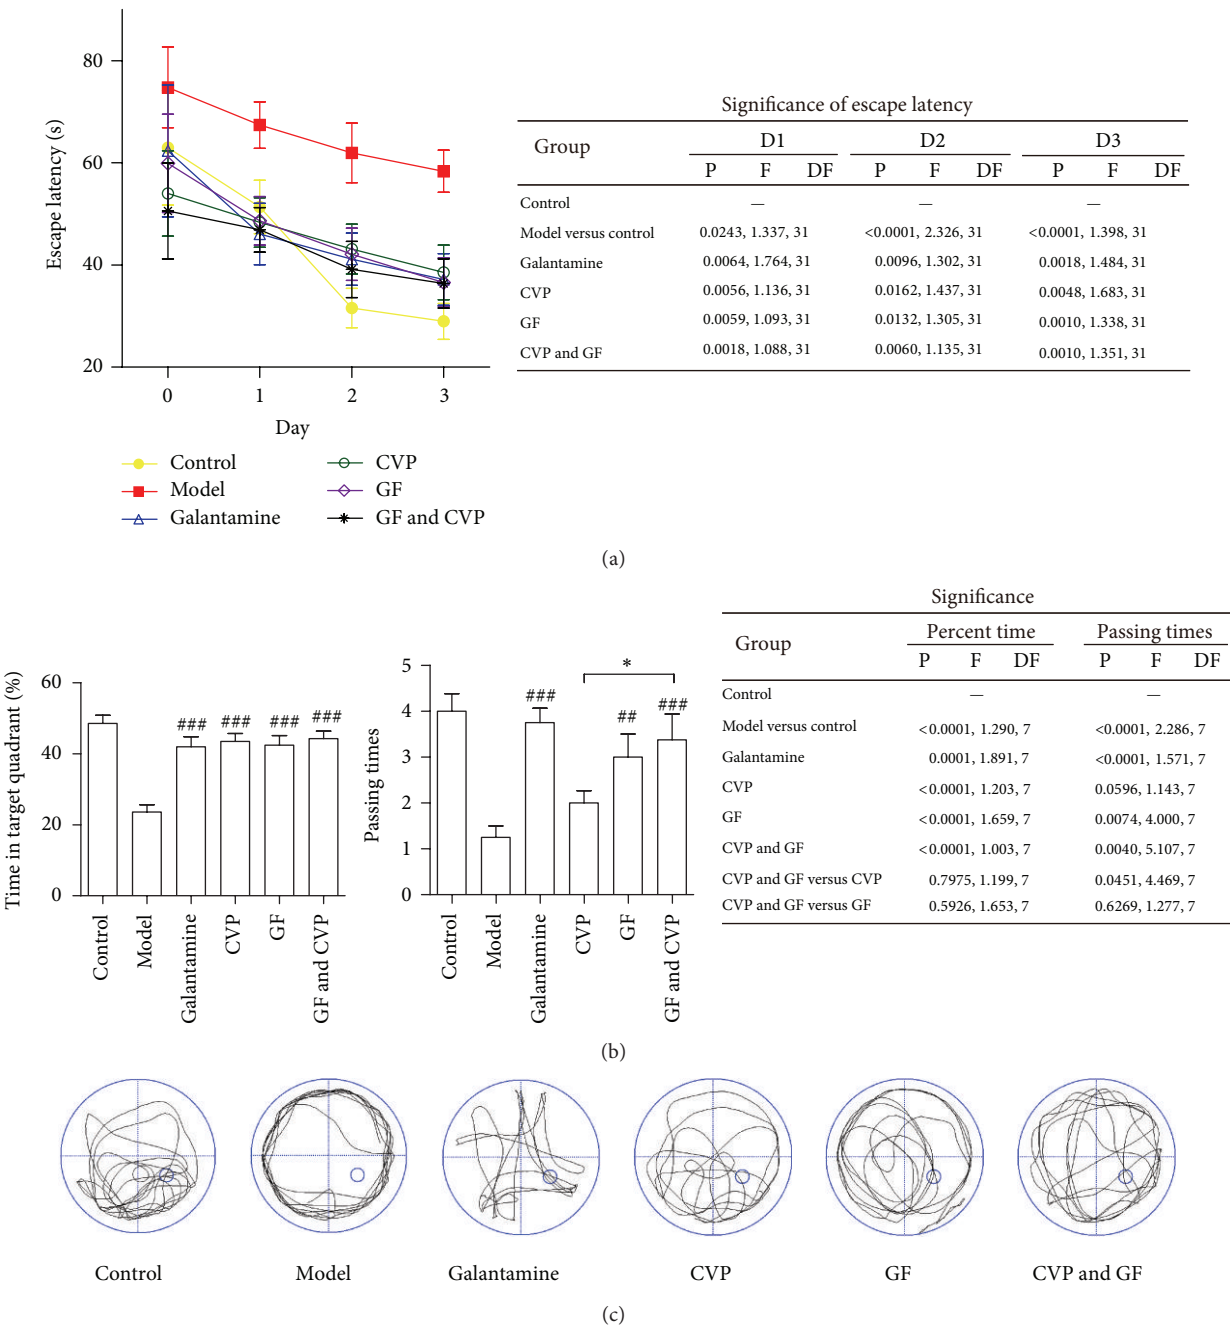 80
60
40
20
Escape latency (s)
0 1 2 3
Day
Control
Model
Galantamine
CVP
GF
GF and CVP
Significance of escape latency
Group D1 D2 D3
P F DF P F DF P F DF
Control — — —
Model versus control 0.0243, 1.337, 31 <0.0001, 2.326, 31 <0.0001, 1.398, 31
Galantamine 0.0064, 1.764, 31 0.0096, 1.302, 31 0.0018, 1.484, 31
CVP 0.0056, 1.136, 31 0.0162, 1.437, 31 0.0048, 1.683, 31
GF 0.0059, 1.093, 31 0.0132, 1.305, 31 0.0010, 1.338, 31
CVP and GF 0.0018, 1.088, 31 0.0060, 1.135, 31 0.0010, 1.351, 31
(a)
60
40
20
0
Time in target quadrant (%)
### ### ### ###
Control Model Galantamine CVP GF GF and CVP
5
4
3
2
1
0
Passing times
*
### ## ###
Control Model Galantamine CVP GF GF and CVP
Significance
Group Percent time Passing times
P F DF P F DF
Control — —
Model versus control <0.0001, 1.290, 7 <0.0001, 2.286, 7
Galantamine 0.0001, 1.891, 7 <0.0001, 1.571, 7
CVP <0.0001, 1.203, 7 0.0596, 1.143, 7
GF <0.0001, 1.659, 7 0.0074, 4.000, 7
CVP and GF <0.0001, 1.003, 7 0.0040, 5.107, 7
CVP and GF versus CVP 0.7975, 1.199, 7 0.0451, 4.469, 7
CVP and GF versus GF 0.5926, 1.653, 7 0.6269, 1.277, 7
(b)
Control Model Galantamine CVP GF CVP and GF
(c)